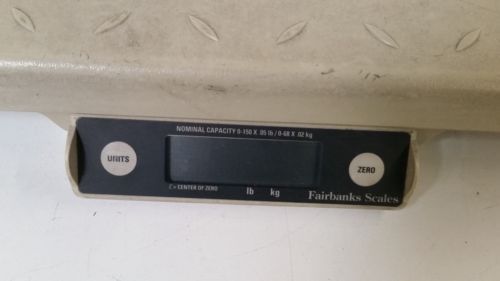 NOMINAL CAPACITY 0-150 X .05 lb / 0-68 X .02 kg
UNITS
ZERO
C = CENTER OF ZERO
lb kg
Fairbanks Scales